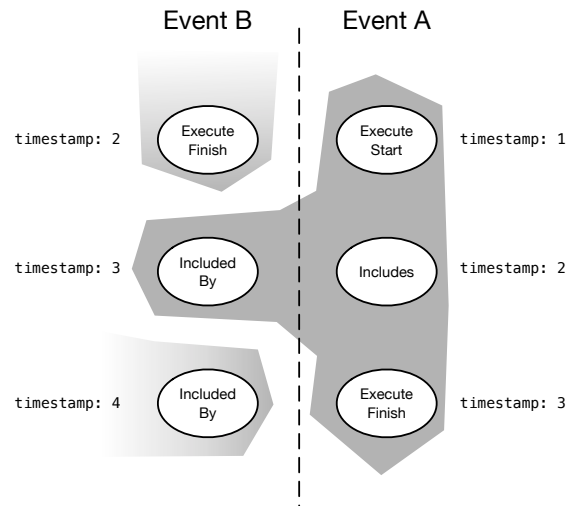 Event B
Event A
timestamp: 2
Execute
Finish
Execute
Start
timestamp: 1
timestamp: 3
Included
By
Includes
timestamp: 2
timestamp: 4
Included
By
Execute
Finish
timestamp: 3